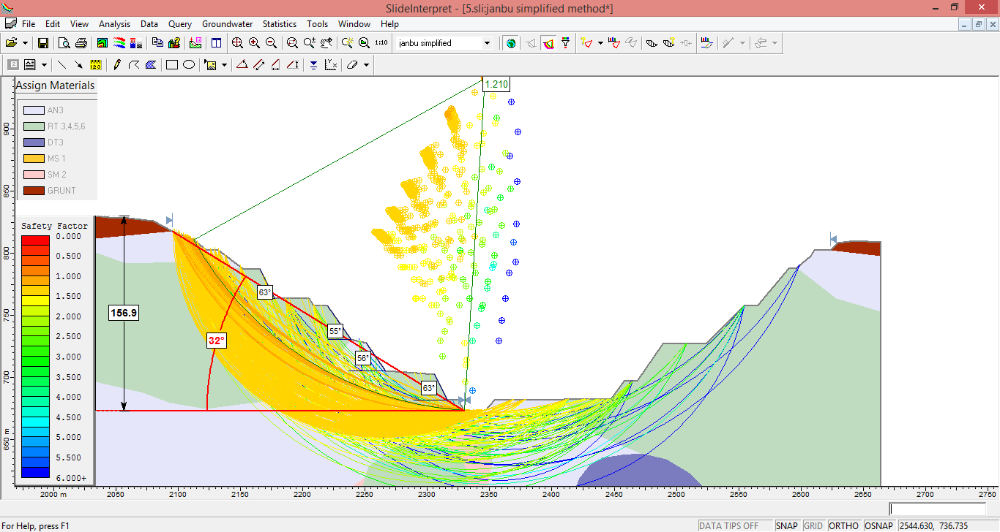 SlideInterpret - [5.sli:janbu simplified method*]
File Edit View Analysis Data Query Groundwater Statistics Tools Window Help
1:10 janbu simplified
123
Assign Materials
AN3
RT 3,4,5,6
DT3
MS 1
SM 2
GRUNT
Safety Factor
0.000
0.500
1.000
1.500
2.000
2.500
3.000
3.500
4.000
4.500
5.000
5.500
6.000+
1.210
900
850
800
750
700
650 m
156.9
32°
63°
55°
56°
63°
2000 m 2050 2100 2150 2200 2250 2300 2350 2400 2450 2500 2550 2600 2650 2700 2750
For Help, press F1
DATA TIPS OFF SNAP GRID ORTHO OSNAP 2544.630, 736.735